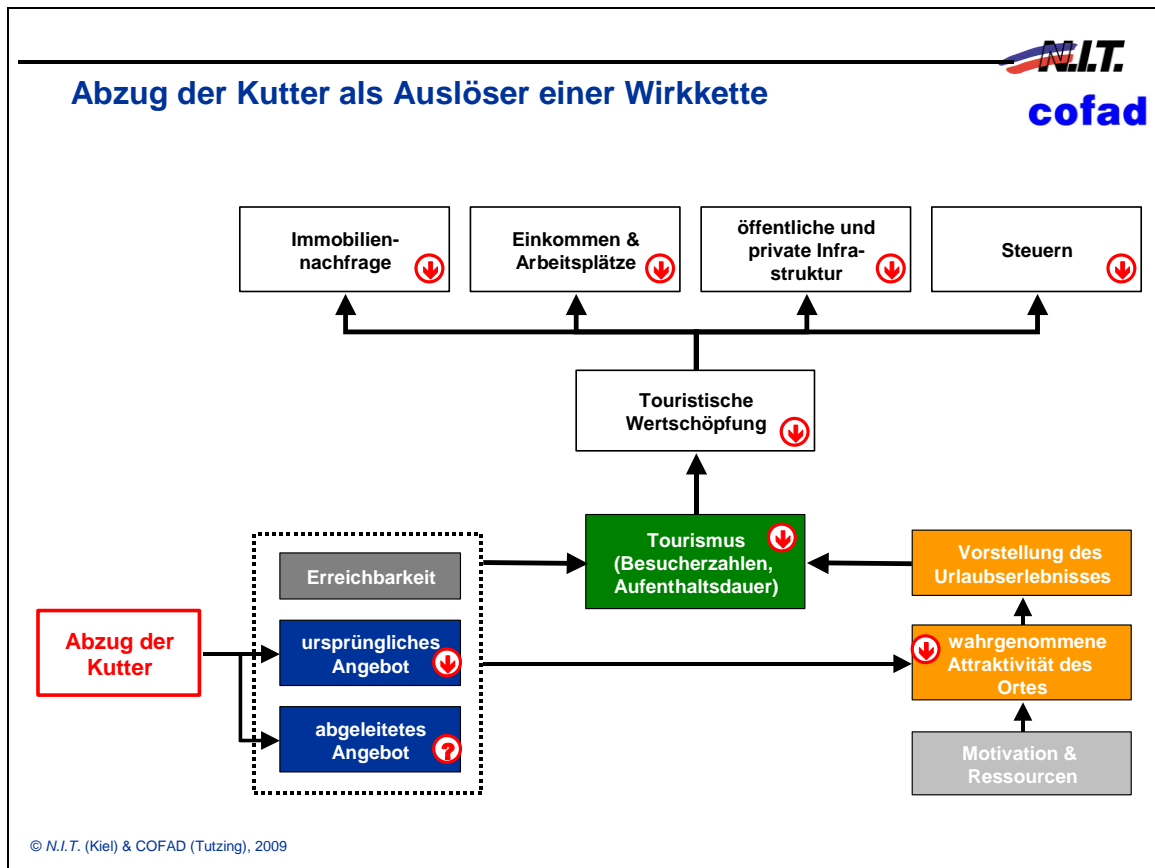 N.I.T.
cofad
Abzug der Kutter als Auslöser einer Wirkkette
Immobilien-
nachfrage
Einkommen &
Arbeitsplätze
öffentliche und
private Infra-
struktur
Steuern
Touristische
Wertschöpfung
Tourismus
(Besucherzahlen,
Aufenthaltsdauer)
Vorstellung des
Urlaubserlebnisses
Erreichbarkeit
Abzug der
Kutter
ursprüngliches
Angebot
wahrgenommene
Attraktivität des
Ortes
abgeleitetes
Angebot
?
Motivation &
Ressourcen
© N.I.T. (Kiel) & COFAD (Tutzing), 2009